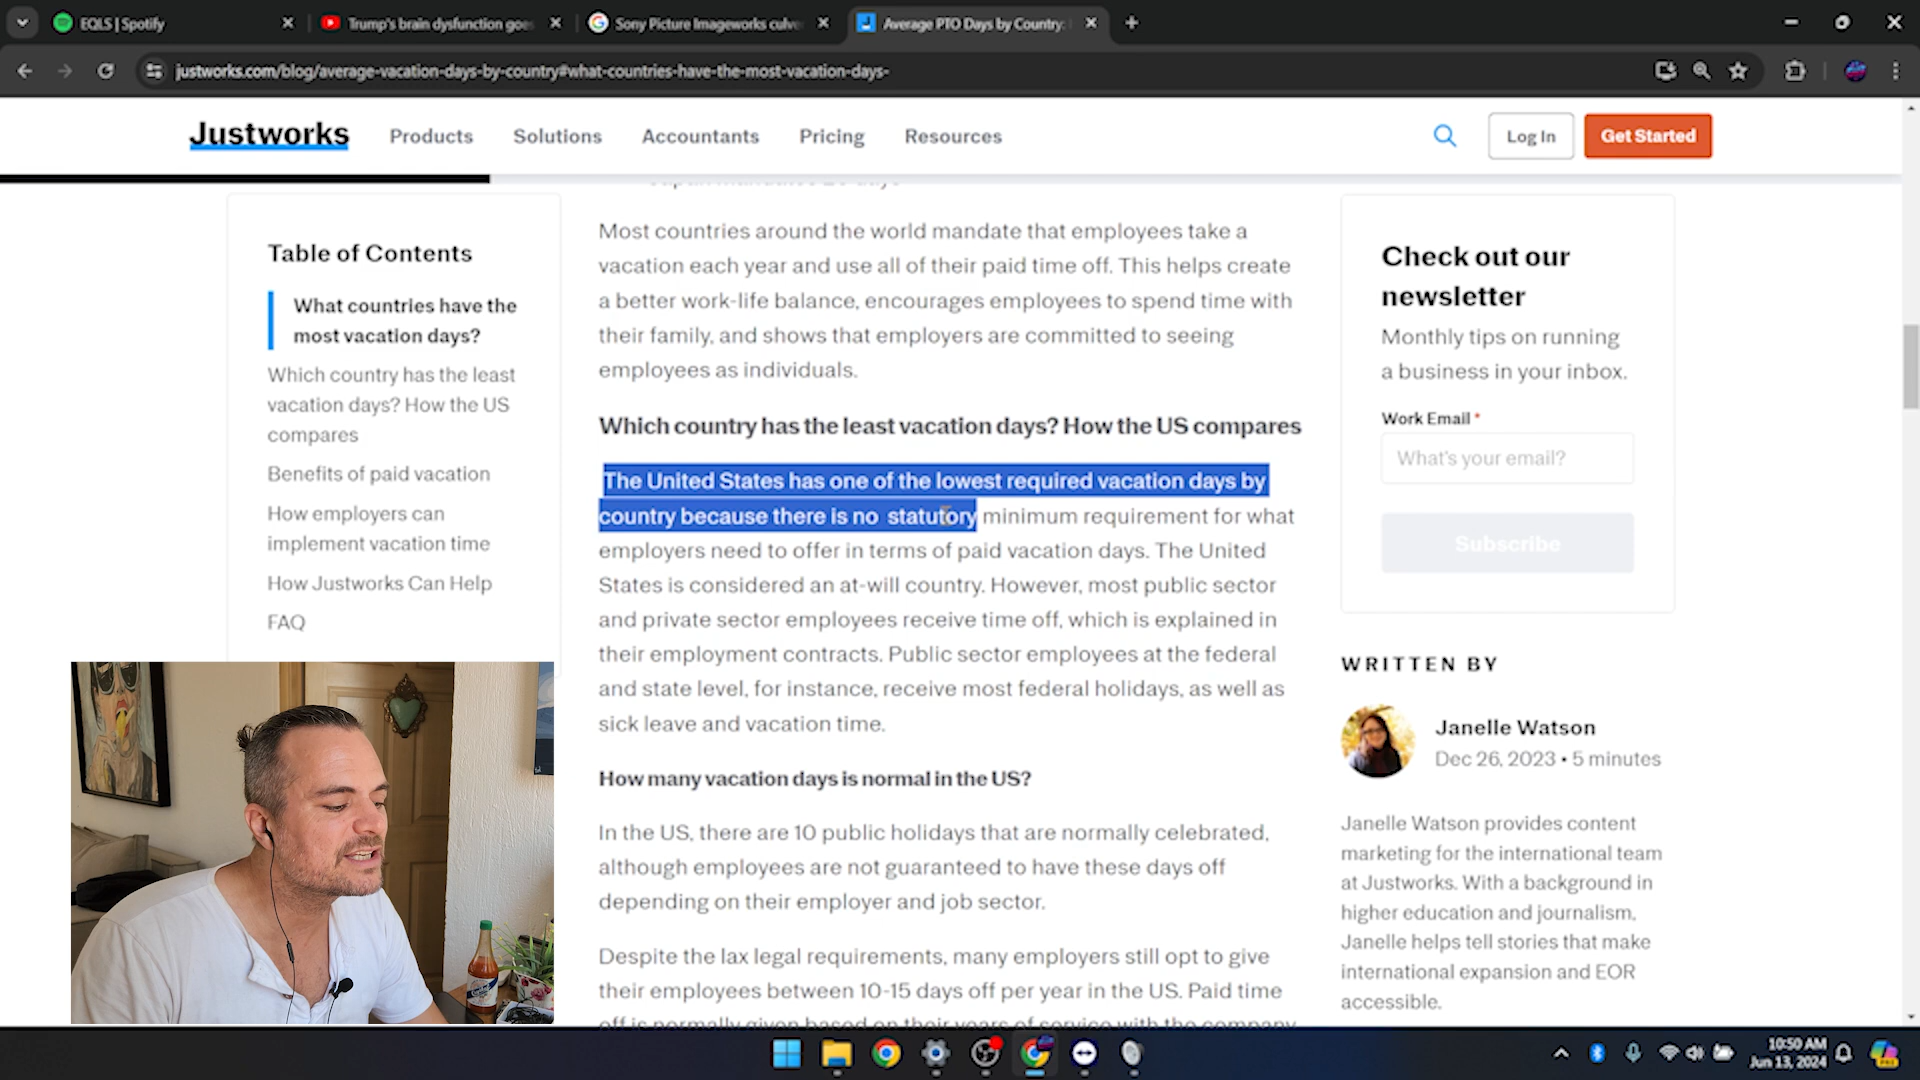 EQLS | Spotify
Trump's brain dysfunction goe
Sony Picture Imageworks culve
Average PTO Days by Country:
justworks.com/blog/average-vacation-days-by-country#what-countries-have-the-most-vacation-days-
Justworks
Products
Solutions
Accountants
Pricing
Resources
Log In
Get Started
Table of Contents
What countries have the
most vacation days?
Which country has the least
vacation days? How the US
compares
Benefits of paid vacation
How employers can
implement vacation time
How Justworks Can Help
FAQ
Most countries around the world mandate that employees take a
vacation each year and use all of their paid time off. This helps create
a better work-life balance, encourages employees to spend time with
their family, and shows that employers are committed to seeing
employees as individuals.
Which country has the least vacation days? How the US compares
The United States has one of the lowest required vacation days by
country because there is no statutory minimum requirement for what
employers need to offer in terms of paid vacation days. The United
States is considered an at-will country. However, most public sector
and private sector employees receive time off, which is explained in
their employment contracts. Public sector employees at the federal
and state level, for instance, receive most federal holidays, as well as
sick leave and vacation time.
How many vacation days is normal in the US?
In the US, there are 10 public holidays that are normally celebrated,
although employees are not guaranteed to have these days off
depending on their employer and job sector.
Despite the lax legal requirements, many employers still opt to give
their employees between 10-15 days off per year in the US. Paid time
off is normally given based on their years of service with the company
Check out our
newsletter
Monthly tips on running
a business in your inbox.
Work Email *
What's your email?
Subscribe
WRITTEN BY
Janelle Watson
Dec 26, 2023 • 5 minutes
Janelle Watson provides content
marketing for the international team
at Justworks. With a background in
higher education and journalism,
Janelle helps tell stories that make
international expansion and EOR
accessible.
10:50 AM
Jun 13, 2024